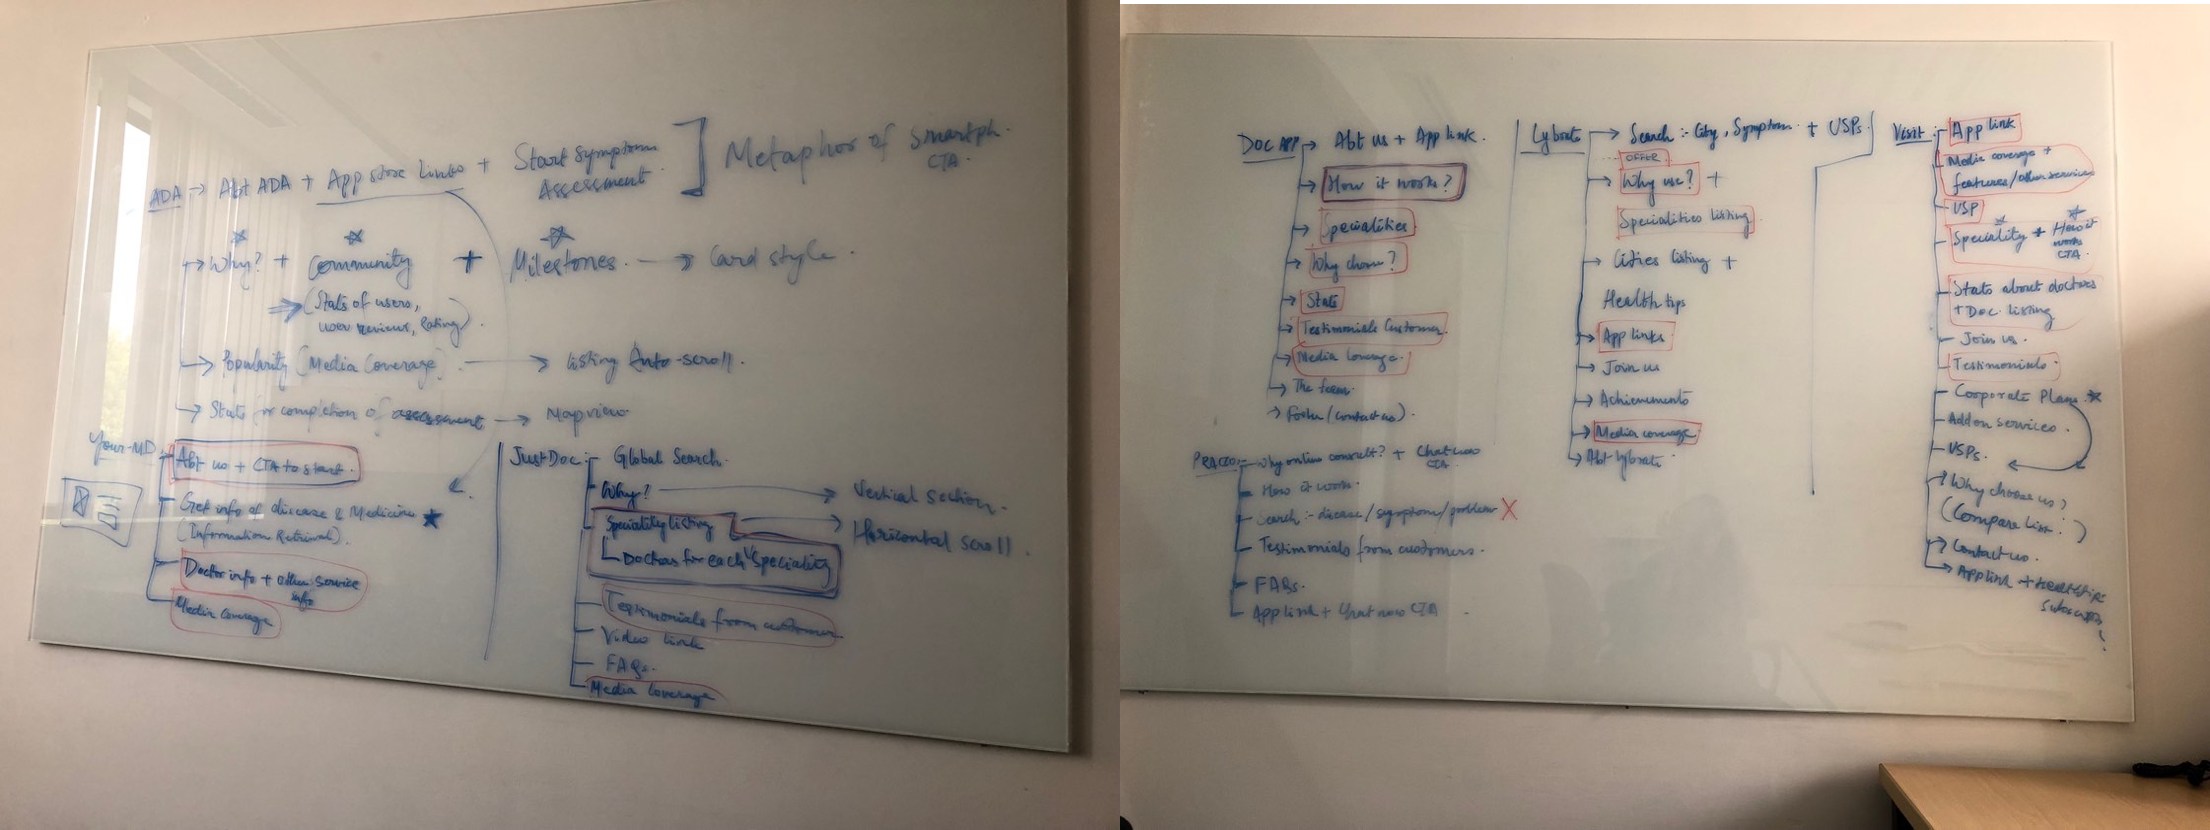 ADA → Abt ADA + App store links + Start Symptom Assessment ] Metaphor of Smartph. CTA.
→ Why? + Community + Milestones. → Card style.
(Stats of users, user reviews, Rating).
→ Popularity (Media Coverage). → listing Auto-scroll.
→ Stats for completion of assessment → Mapview
Your-MD
Abt us + CTA to start.
Get info of disease & Medicine ★
(Information Retrieval).
Doctor info + other service info
Media Coverage
JustDoc:
Global Search.
Why? → Vertical section.
Speciality listing → Horizontal scroll.
Doctors for each Speciality
Testimonials from customer
Video link
FAQs.
Media Coverage
DOC APP
→ Abt us + App link.
→ How it works?
→ Specialities
→ Why choose?
→ Stats
→ Testimonials Customer.
→ Media Coverage.
→ The team.
→ Footer (contact us).
PRACTO
Why online consult? + Chat now CTA.
How it work.
Search :- disease/symptom/problem X
Testimonials from customers.
FAQs.
App link + Chat now CTA
Lybrate
→ Search :- City, Symptom. + USPs.
OFFER
→ Why use? +
Specialities listing
→ Cities listing +
Health tips
→ App links.
→ Join us
→ Achievements
→ Media coverage
→ Abt lybrate.
Visit
App link
Media coverage +
features/other services
USP
Speciality + How it works CTA.
Stats about doctors
+ Doc. listing
Join us.
Testimonials.
Corporate Plans
Add on services.
USPs.
→ Why choose us?
(Compare List:)
→ Contact us.
→ App link +